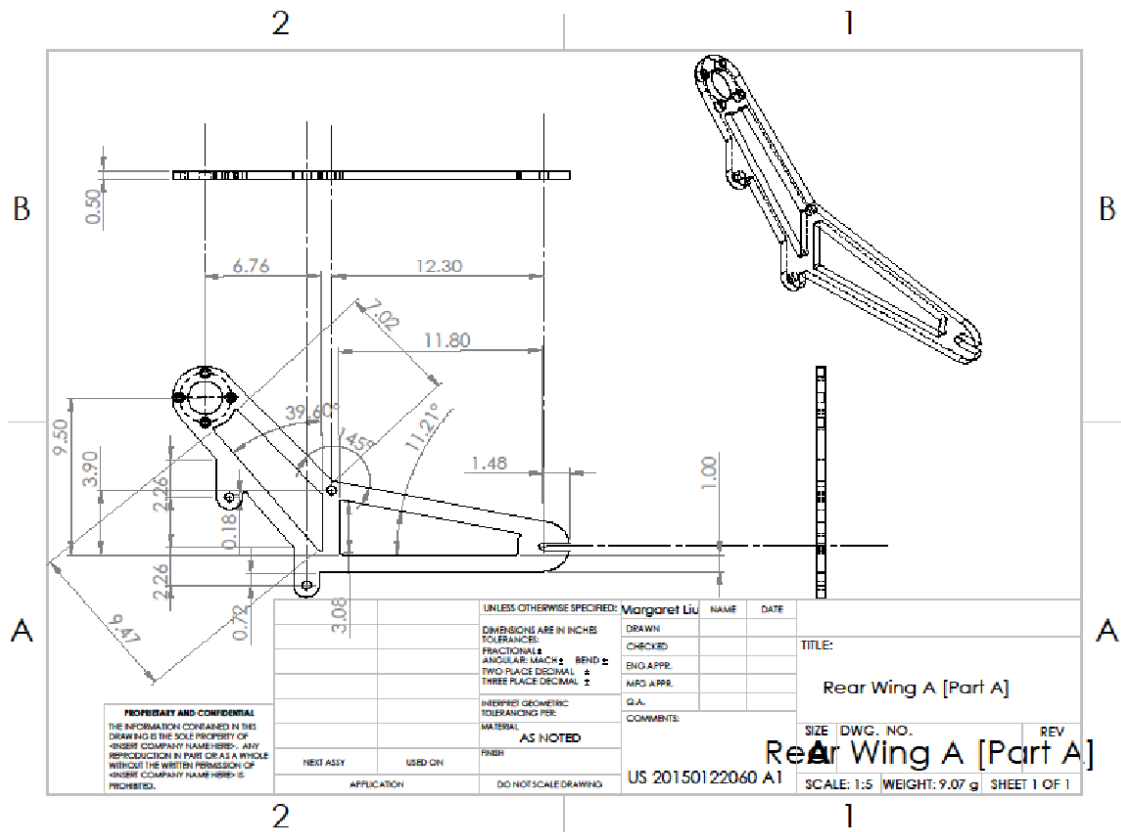 2
1
B
B
0.50
6.76
12.30
7.02
11.80
39.60°
145°
11.21°
9.50
3.90
2.26
0.18
1.48
1.00
2.26
0.72
3.08
9.47
A
A
UNLESS OTHERWISE SPECIFIED:
Margaret Liu
NAME
DATE
DIMENSIONS ARE IN INCHES
TOLERANCES:
FRACTIONAL±
ANGULAR: MACH± BEND ±
TWO PLACE DECIMAL ±
THREE PLACE DECIMAL ±
DRAWN
CHECKED
ENG APPR.
MFG APPR.
TITLE:
Rear Wing A [Part A]
INTERPRET GEOMETRIC
TOLERANCING PER:
Q.A.
COMMENTS:
MATERIAL
AS NOTED
FINISH
PROPRIETARY AND CONFIDENTIAL
THE INFORMATION CONTAINED IN THIS
DRAWING IS THE SOLE PROPERTY OF
<INSERT COMPANY NAME HERE>. ANY
REPRODUCTION IN PART OR AS A WHOLE
WITHOUT THE WRITTEN PERMISSION OF
<INSERT COMPANY NAME HERE> IS
PROHIBITED.
NEXT ASSY
USED ON
APPLICATION
DO NOT SCALE DRAWING
US 20150122060 A1
SIZE
DWG. NO.
REV
A
Rear Wing A [Part A]
SCALE: 1:5
WEIGHT: 9.07 g
SHEET 1 OF 1
2
1